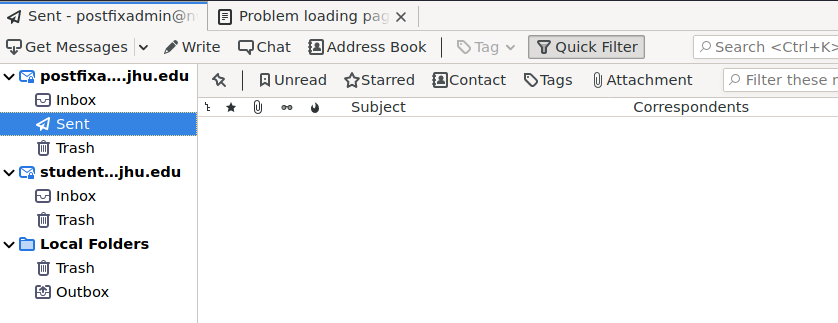 Sent - postfixadmin@n
Problem loading pag
Get Messages
Write
Chat
Address Book
Tag
Quick Filter
Search <Ctrl+K>
postfixa....jhu.edu
Inbox
Sent
Trash
student...jhu.edu
Inbox
Trash
Local Folders
Trash
Outbox
Unread
Starred
Contact
Tags
Attachment
Filter these
Subject
Correspondents